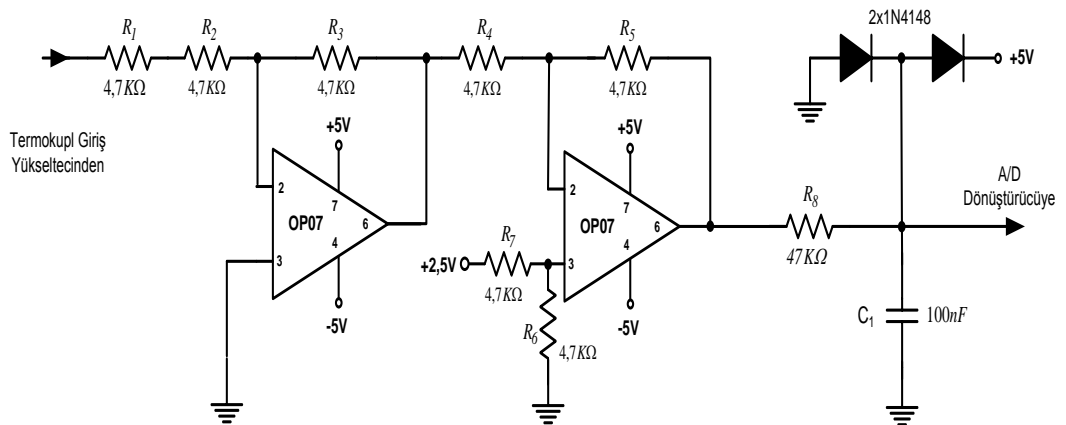 R1
R2
R3
R4
R5
2x1N4148
4,7KΩ
4,7KΩ
4,7KΩ
4,7KΩ
4,7KΩ
+5V
Termokupl Giriş
Yükseltecinden
+5V
2
7
OP07
6
4
3
-5V
+5V
2
7
OP07
6
4
3
-5V
R7
+2,5V
4,7KΩ
R6
4,7KΩ
R8
47KΩ
A/D
Dönüştürücüye
C1
100nF